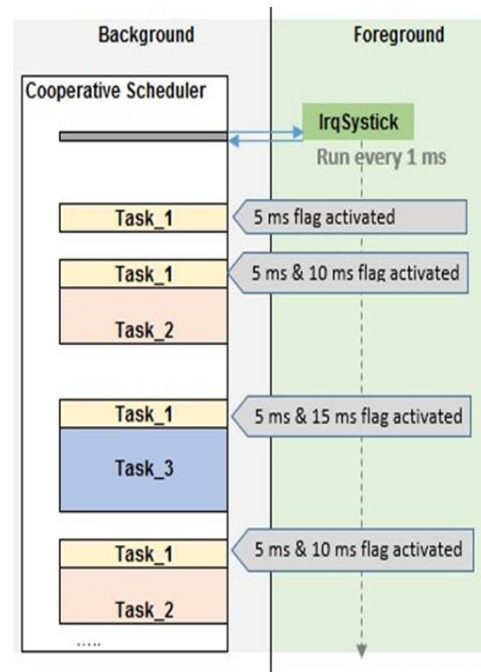 Background
Foreground
Cooperative Scheduler
IrqSystick
Run every 1 ms
Task_1
5 ms flag activated
Task_1
5 ms & 10 ms flag activated
Task_2
Task_1
5 ms & 15 ms flag activated
Task_3
Task_1
5 ms & 10 ms flag activated
Task_2
.....